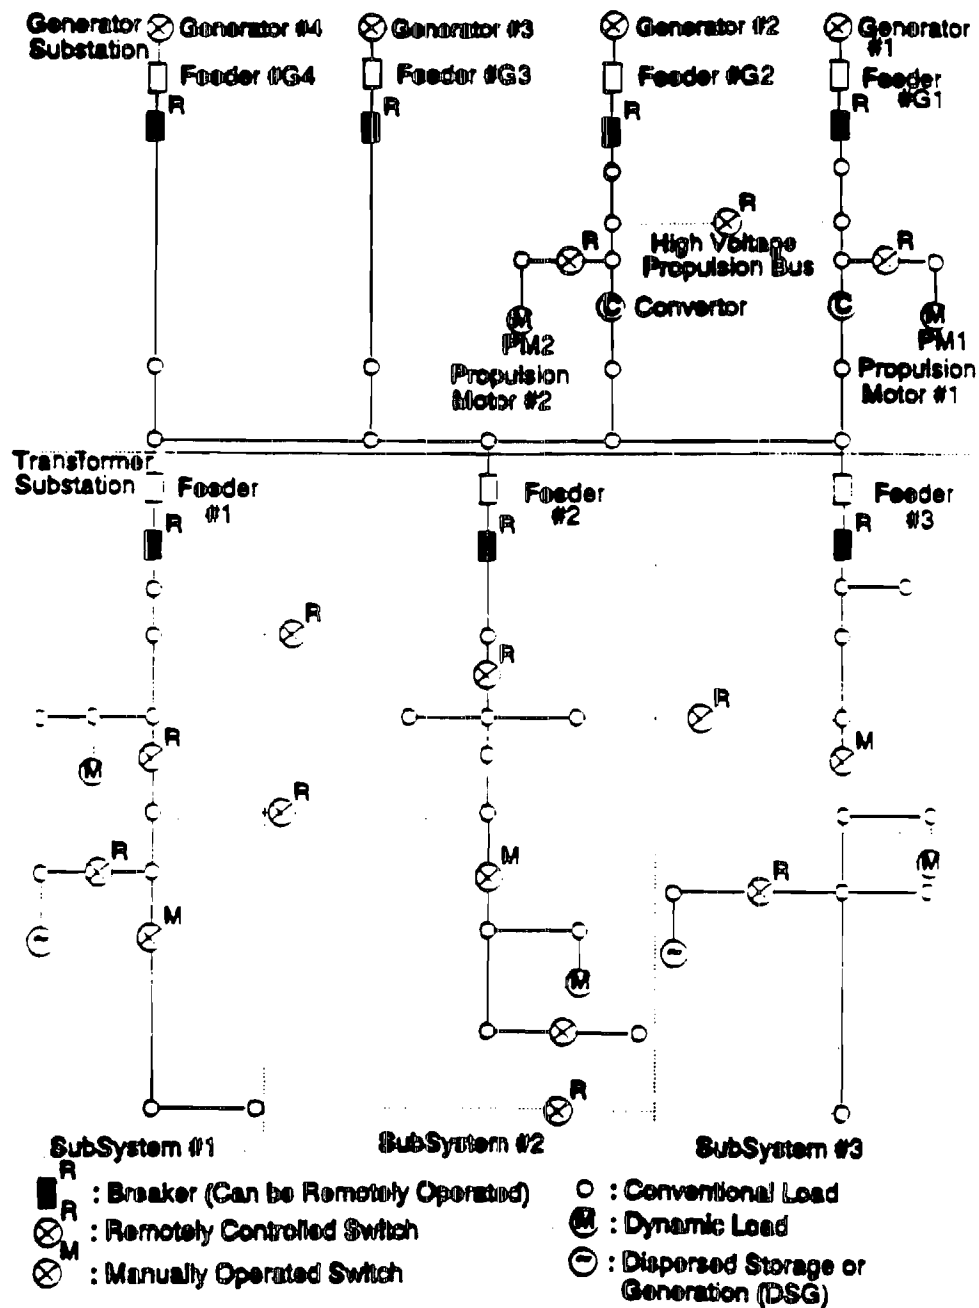 Generator Substation
Generator #4
Generator #3
Generator #2
Generator #1
Feeder #G4
Feeder #G3
Feeder #G2
Feeder #G1
R
R
R
R
R
High Voltage
Propulsion Bus
R
R
C
Convertor
C
M
PM2
Propulsion
Motor #2
M
PM1
Propulsion
Motor #1
Transformer
Substation
Feeder
#1
Feeder
#2
Feeder
#3
R
R
R
R
R
R
R
M
M
R
R
M
R
M
M
R
M
~
~
M
R
SubSystem #1
SubSystem #2
SubSystem #3
R
: Breaker (Can be Remotely Operated)
R
: Remotely Controlled Switch
M
: Manually Operated Switch
: Conventional Load
M
: Dynamic Load
~
: Dispersed Storage or
Generation (DSG)